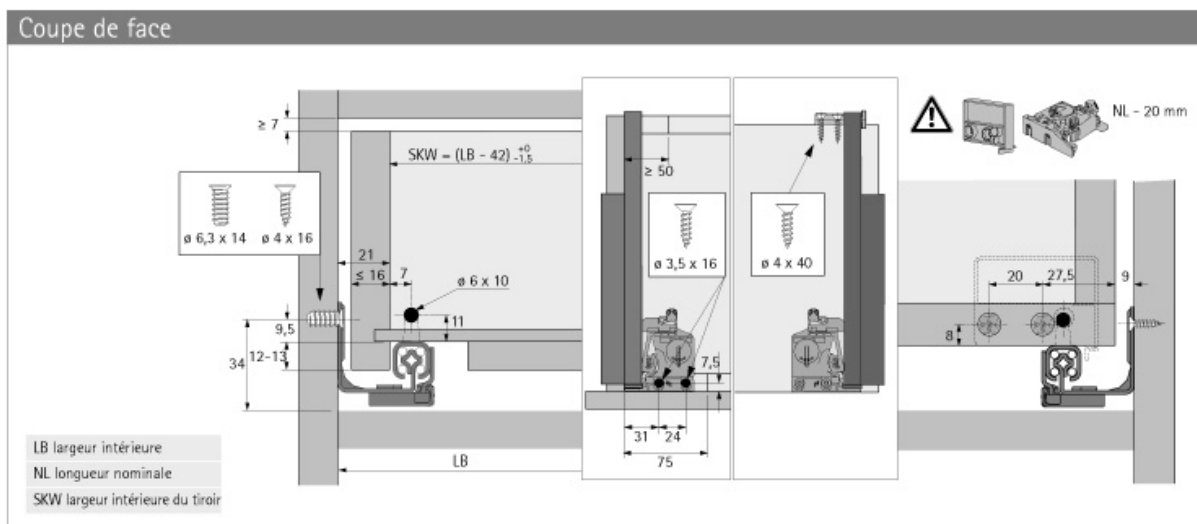 Coupe de face
≥ 7
SKW = (LB - 42) +0 -1,5
NL - 20 mm
≥ 50
ø 6,3 x 14
ø 4 x 16
ø 3,5 x 16
ø 4 x 40
21
≤ 16
7
ø 6 x 10
20
27,5
9
9,5
11
8
34
12-13
7,5
31
24
75
LB
LB largeur intérieure
NL longueur nominale
SKW largeur intérieure du tiroir